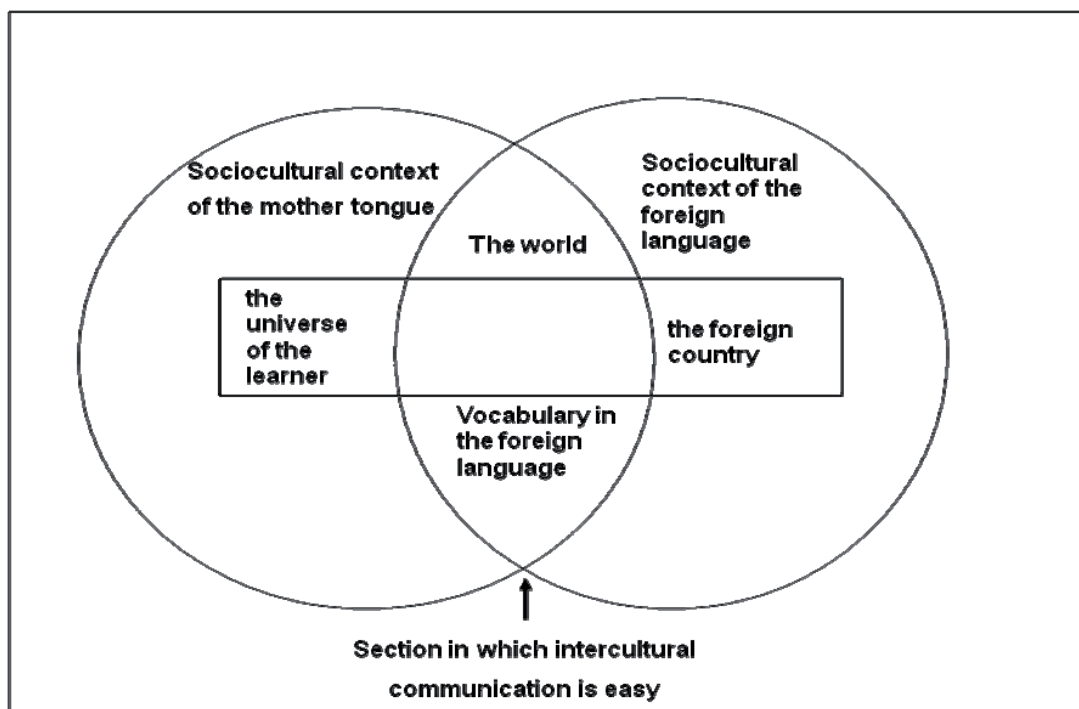 Sociocultural context
of the mother tongue
Sociocultural
context of the
foreign
language
The world
the
universe
of the
learner
the foreign
country
Vocabulary in
the foreign
language
Section in which intercultural
communication is easy